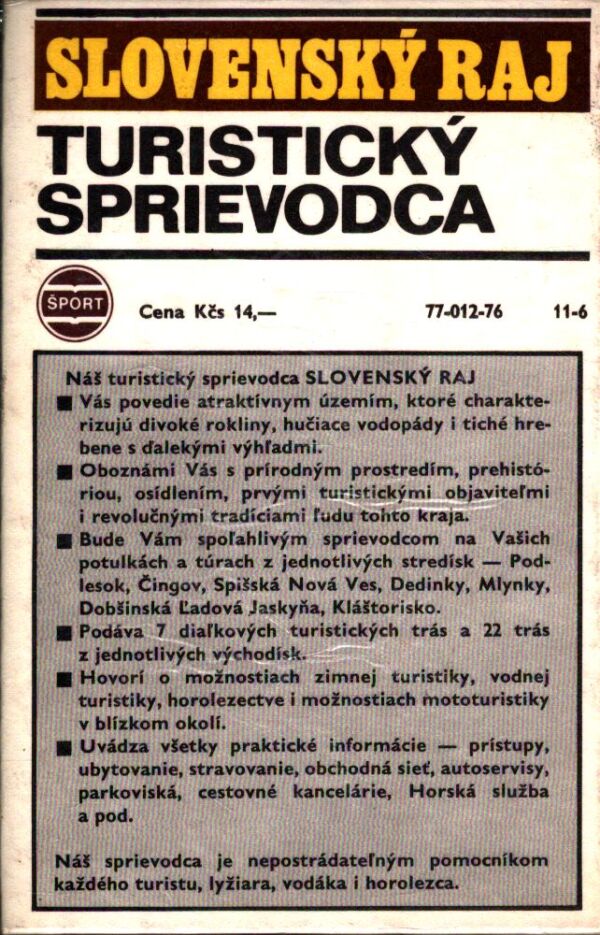 SLOVENSKÝ RAJ
TURISTICKÝ
SPRIEVODCA
ŠPORT
Cena Kčs 14,— 77-012-76 11-6
Náš turistický sprievodca SLOVENSKÝ RAJ
■ Vás povedie atraktívnym územím, ktoré charakte-
rizujú divoké rokliny, hučiace vodopády i tiché hre-
bene s ďalekými výhľadmi.
■ Oboznámi Vás s prírodným prostredím, prehistó-
riou, osídlením, prvými turistickými objaviteľmi
i revolučnými tradíciami ľudu tohto kraja.
■ Bude Vám spoľahlivým sprievodcom na Vašich
potulkách a túrach z jednotlivých stredísk — Pod-
lesok, Čingov, Spišská Nová Ves, Dedinky, Mlynky,
Dobšinská Ľadová Jaskyňa, Kláštorisko.
■ Podáva 7 diaľkových turistických trás a 22 trás
z jednotlivých východísk.
■ Hovorí o možnostiach zimnej turistiky, vodnej
turistiky, horolezectve i možnostiach mototuristiky
v blízkom okolí.
■ Uvádza všetky praktické informácie — prístupy,
ubytovanie, stravovanie, obchodná sieť, autoservisy,
parkoviská, cestovné kancelárie, Horská služba
a pod.
Náš sprievodca je nepostrádateľným pomocníkom
každého turistu, lyžiara, vodáka i horolezca.